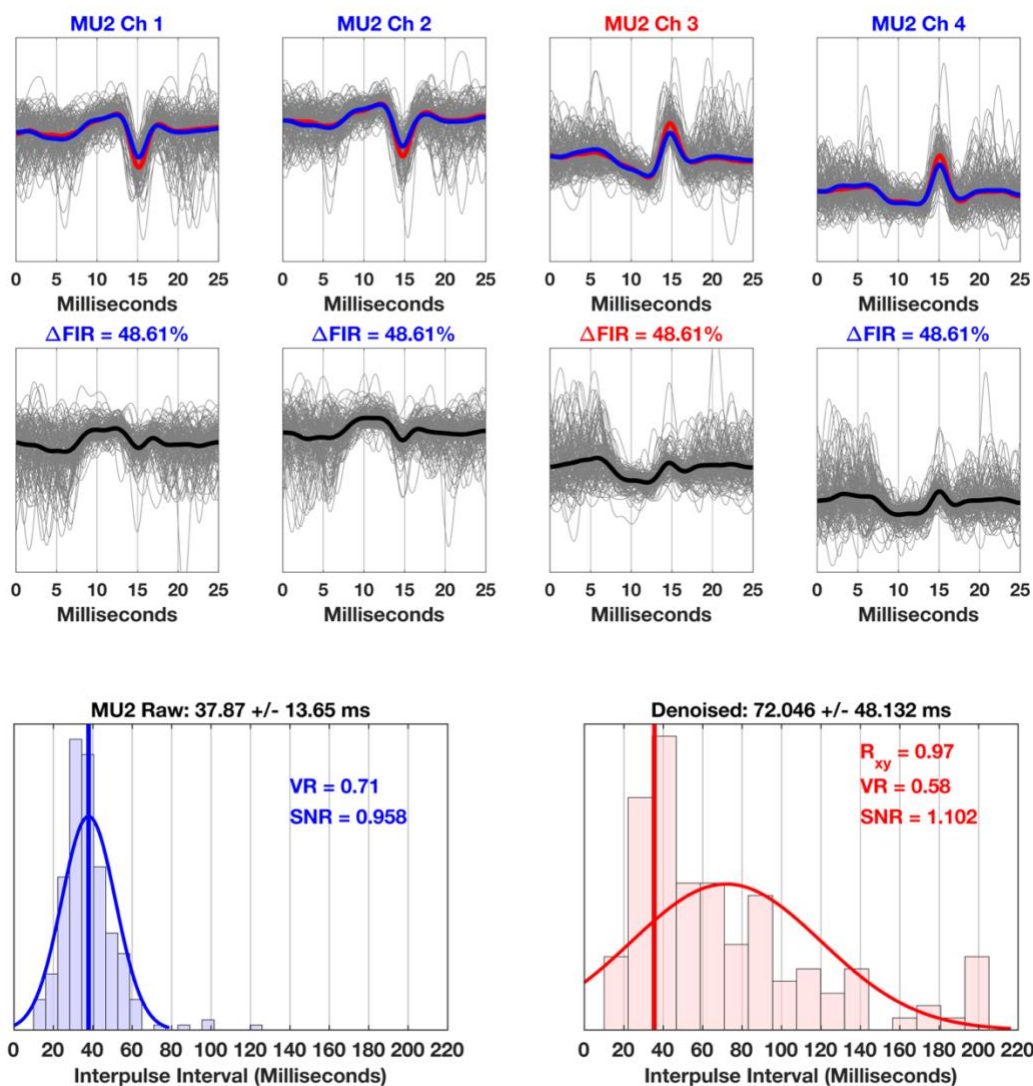 MU2 Ch 1 MU2 Ch 2 MU2 Ch 3 MU2 Ch 4
0 5 10 15 20 25 0 5 10 15 20 25 0 5 10 15 20 25 0 5 10 15 20 25
Milliseconds Milliseconds Milliseconds Milliseconds
ΔFIR = 48.61% ΔFIR = 48.61% ΔFIR = 48.61% ΔFIR = 48.61%
0 5 10 15 20 25 0 5 10 15 20 25 0 5 10 15 20 25 0 5 10 15 20 25
Milliseconds Milliseconds Milliseconds Milliseconds
MU2 Raw: 37.87 +/- 13.65 ms
VR = 0.71
SNR = 0.958
0 20 40 60 80 100 120 140 160 180 200 220
Interpulse Interval (Milliseconds)
Denoised: 72.046 +/- 48.132 ms
Rxy = 0.97
VR = 0.58
SNR = 1.102
0 20 40 60 80 100 120 140 160 180 200 220
Interpulse Interval (Milliseconds)